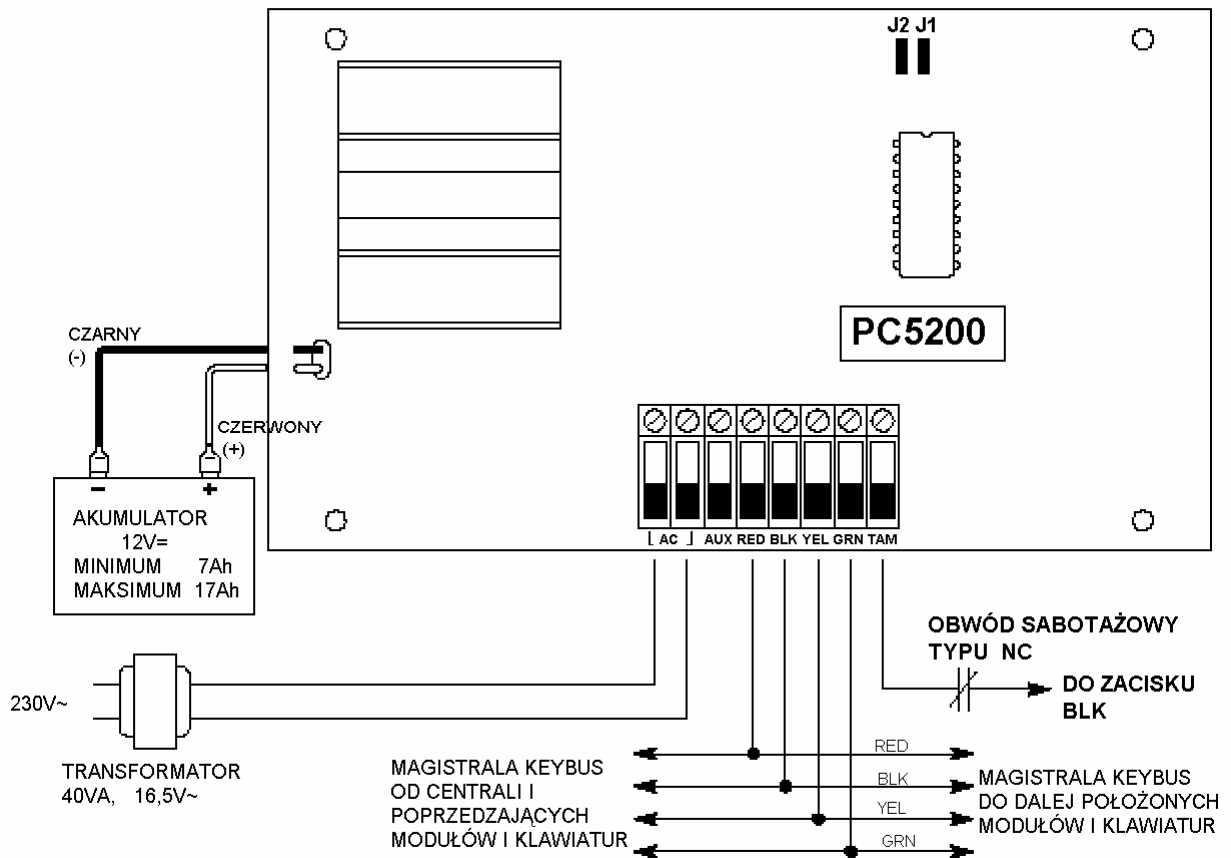 J2 J1
PC5200
CZARNY
(-)
CZERWONY
(+)
- +
AKUMULATOR
12V=
MINIMUM 7Ah
MAKSIMUM 17Ah
AC AUX RED BLK YEL GRN TAM
OBWÓD SABOTAŻOWY
TYPU NC
DO ZACISKU
BLK
230V~
TRANSFORMATOR
40VA, 16,5V~
MAGISTRALA KEYBUS
OD CENTRALI I
POPRZEDZAJĄCYCH
MODUŁÓW I KLAWIATUR
RED
BLK
YEL
GRN
MAGISTRALA KEYBUS
DO DALEJ POŁOŻONYCH
MODUŁÓW I KLAWIATUR